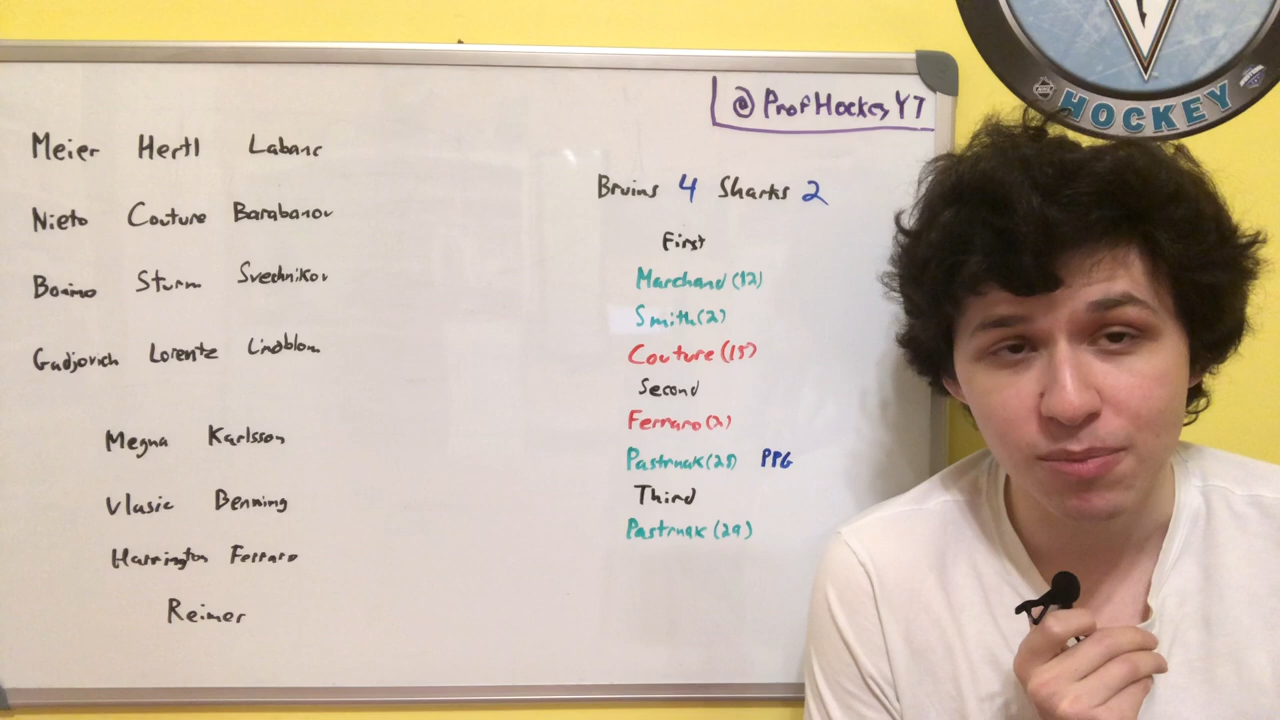 @ProfHockeyYT
HOCKEY
Meier Hertl Labanc
Nieto Couture Barabanov
Bonino Sturm Svechnikov
Gadjovich Lorentz Lindblom
Megna Karlsson
Vlasic Benning
Harrington Ferraro
Reimer
Bruins 4 Sharks 2
First
Marchand (12)
Smith (2)
Couture (15)
Second
Ferraro (2)
Pastrnak (28) PPG
Third
Pastrnak (29)